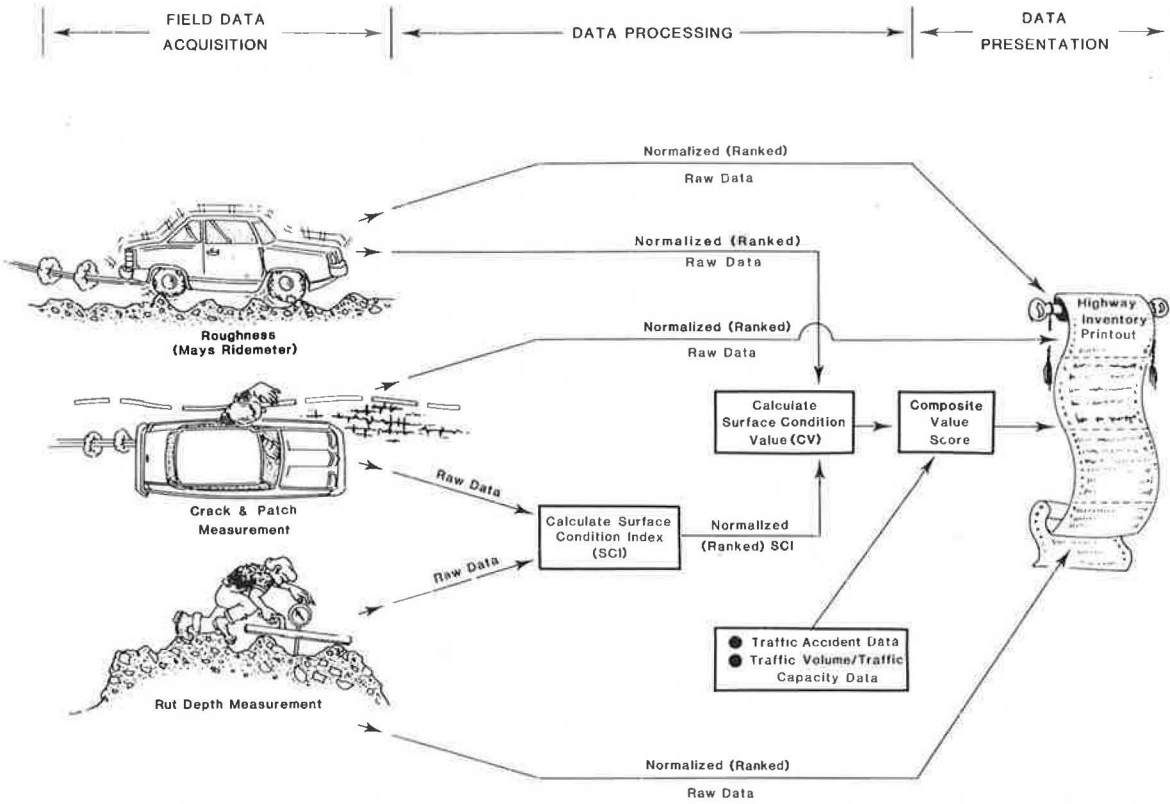 FIELD DATA
ACQUISITION
DATA PROCESSING
DATA
PRESENTATION
Normalized (Ranked)
Raw Data
Normalized (Ranked)
Raw Data
Roughness
(Mays Ridemeter)
Normalized (Ranked)
Raw Data
Highway
Inventory
Printout
Calculate
Surface Condition
Value (CV)
Composite
Value
Score
Crack & Patch
Measurement
Raw Data
Calculate Surface
Condition Index
(SCI)
Normalized
(Ranked) SCI
Raw Data
Rut Depth Measurement
Traffic Accident Data
Traffic Volume/Traffic
Capacity Data
Normalized (Ranked)
Raw Data